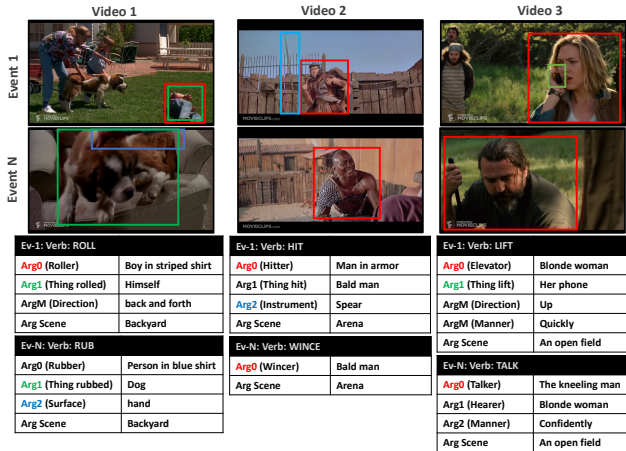 Video 1
Video 2
Video 3
Event 1
Event N
MOVIECLIPS
MOVIECLIPS
MOVIECLIPS
MOVIECLIPS
MOVIECLIPS
MOVIECLIPS
Ev-1: Verb: ROLL
Arg0 (Roller) Boy in striped shirt
Arg1 (Thing rolled) Himself
ArgM (Direction) back and forth
Arg Scene Backyard
Ev-N: Verb: RUB
Arg0 (Rubber) Person in blue shirt
Arg1 (Thing rubbed) Dog
Arg2 (Surface) hand
Arg Scene Backyard
Ev-1: Verb: HIT
Arg0 (Hitter) Man in armor
Arg1 (Thing hit) Bald man
Arg2 (Instrument) Spear
Arg Scene Arena
Ev-N: Verb: WINCE
Arg0 (Wincer) Bald man
Arg Scene Arena
Ev-1: Verb: LIFT
Arg0 (Elevator) Blonde woman
Arg1 (Thing lift) Her phone
ArgM (Direction) Up
ArgM (Manner) Quickly
Arg Scene An open field
Ev-N: Verb: TALK
Arg0 (Talker) The kneeling man
Arg1 (Hearer) Blonde woman
Arg2 (Manner) Confidently
Arg Scene An open field